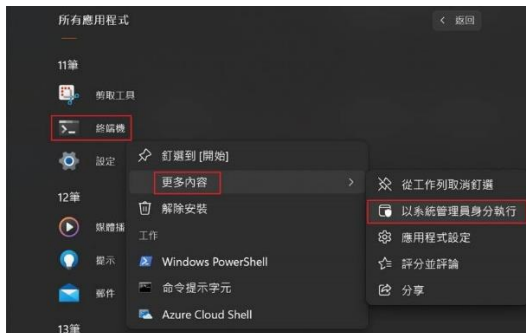 所有應用程式
返回
11筆
剪取工具
終端機
設定
12筆
媒體播
提示
郵件
13筆
釘選到 [開始]
更多內容
解除安裝
工作
Windows PowerShell
命令提示字元
Azure Cloud Shell
從工作列取消釘選
以系統管理員身分執行
應用程式設定
評分並評論
分享